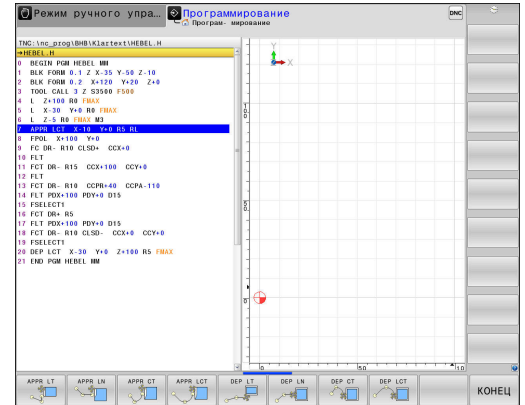 Режим ручного упра…
Программирование
Програм- мирование
DNC
TNC:\nc_prog\BHB\Klartext\HEBEL.H
→HEBEL.H
0 BEGIN PGM HEBEL MM
1 BLK FORM 0.1 Z X-35 Y-50 Z-10
2 BLK FORM 0.2 X+120 Y+20 Z+0
3 TOOL CALL 3 Z S3500 F500
4 L Z+100 R0 FMAX
5 L X-30 Y+0 R0 FMAX
6 L Z-5 R0 FMAX M3
7 APPR LCT X-10 Y+0 R5 RL
8 FPOL X+100 Y+0
9 FC DR- R10 CLSD+ CCX+0
10 FLT
11 FCT DR- R15 CCX+100 CCY+0
12 FLT
13 FCT DR- R10 CCPR+40 CCPA-110
14 FLT PDX+100 PDY+0 D15
15 FSELECT1
16 FCT DR+ R5
17 FLT PDX+100 PDY+0 D15
18 FCT DR- R10 CLSD- CCX+0 CCY+0
19 FSELECT1
20 DEP LCT X-30 Y+0 Z+100 R5 FMAX
21 END PGM HEBEL MM
Y
X
0
50
APPR LT
APPR LN
APPR CT
APPR LCT
DEP LT
DEP LN
DEP CT
DEP LCT
КОНЕЦ